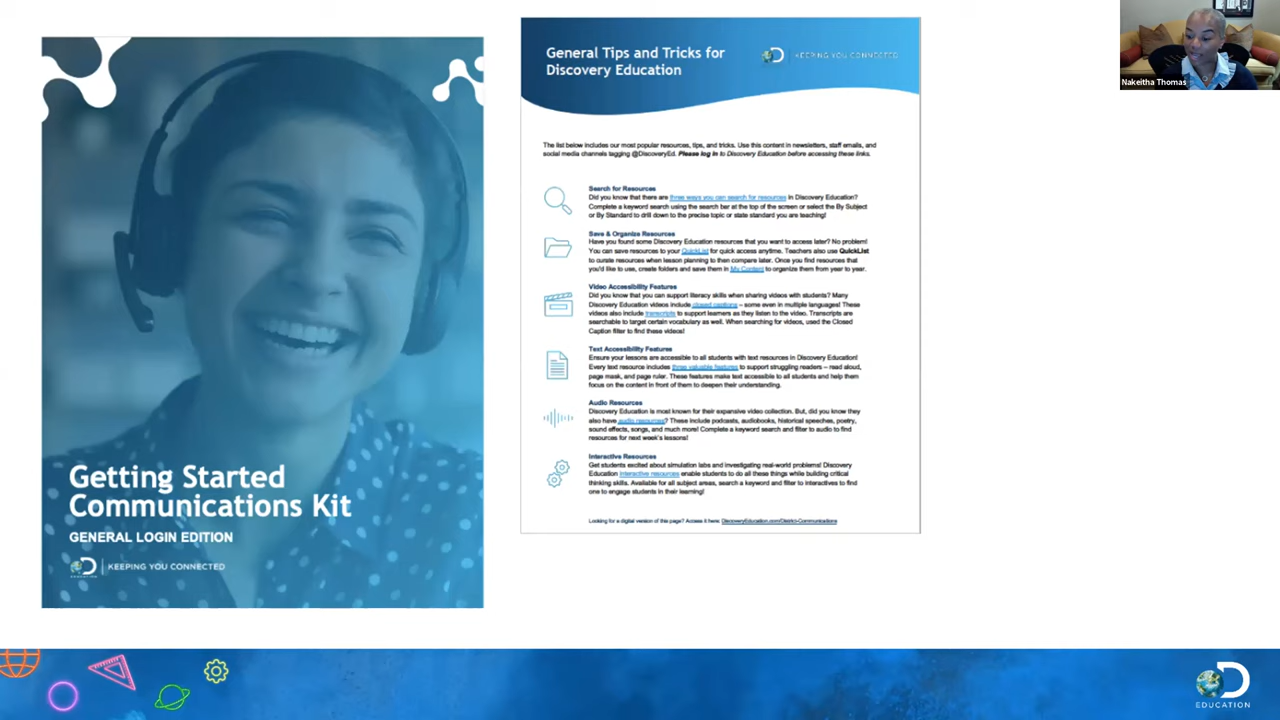 Getting Started
Communications Kit
GENERAL LOGIN EDITION
EDUCATION
KEEPING YOU CONNECTED
General Tips and Tricks for
Discovery Education
KEEPING YOU CONNECTED
The list below includes our most popular resources, tips, and tricks. Use this content in newsletters, staff emails, and
social media channels tagging @DiscoveryEd. Please log in to Discovery Education before accessing these links.
Search for Resources
Did you know that there are three ways you can search for resources in Discovery Education?
Complete a keyword search using the search bar at the top of the screen or select the By Subject
or By Standard to drill down to the precise topic or state standard you are teaching!
Save & Organize Resources
Have you found some Discovery Education resources that you want to access later? No problem!
You can save resources to your QuickList for quick access anytime. Teachers also use QuickList
to curate resources when lesson planning to then compare later. Once you find resources that
you'd like to use, create folders and save them in My Content to organize them from year to year.
Video Accessibility Features
Did you know that you can support literacy skills when sharing videos with students? Many
Discovery Education videos include closed captions – some even in multiple languages! These
videos also include transcripts to support learners as they listen to the video. Transcripts are
searchable to target certain vocabulary as well. When searching for videos, used the Closed
Caption filter to find these videos!
Text Accessibility Features
Ensure your lessons are accessible to all students with text resources in Discovery Education!
Every text resource includes three valuable features to support struggling readers – read aloud,
page mask, and page ruler. These features make text accessible to all students and help them
focus on the content in front of them to deepen their understanding.
Audio Resources
Discovery Education is most known for their expansive video collection. But, did you know they
also have audio resources? These include podcasts, audiobooks, historical speeches, poetry,
sound effects, songs, and much more! Complete a keyword search and filter to audio to find
resources for next week's lessons!
Interactive Resources
Get students excited about simulation labs and investigating real-world problems! Discovery
Education interactive resources enable students to do all these things while building critical
thinking skills. Available for all subject areas, search a keyword and filter to interactives to find
one to engage students in their learning!
Looking for a digital version of this page? Access it here: DiscoveryEducation.com/District-Communications
Nakeitha Thomas
EDUCATION